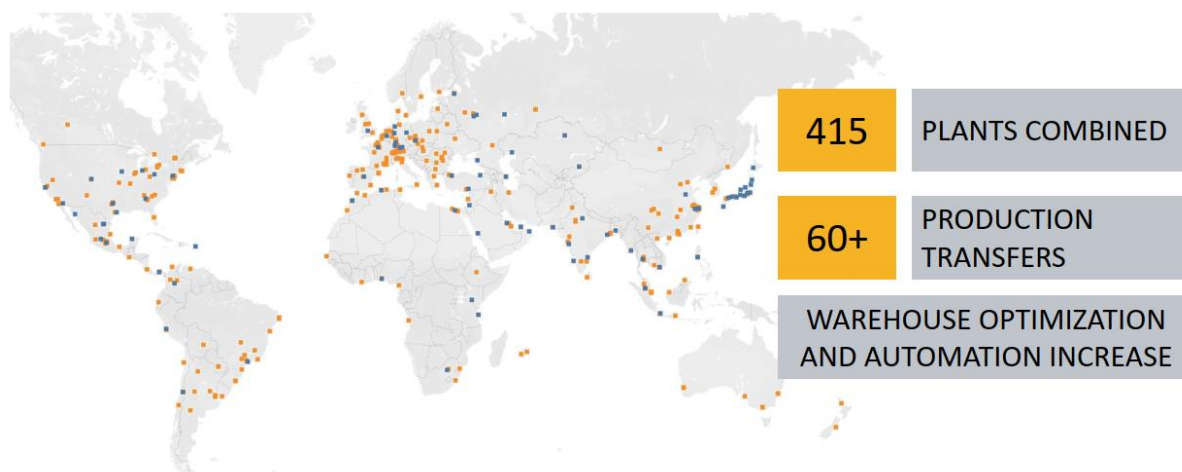 415
PLANTS COMBINED
60+
PRODUCTION
TRANSFERS
WAREHOUSE OPTIMIZATION
AND AUTOMATION INCREASE